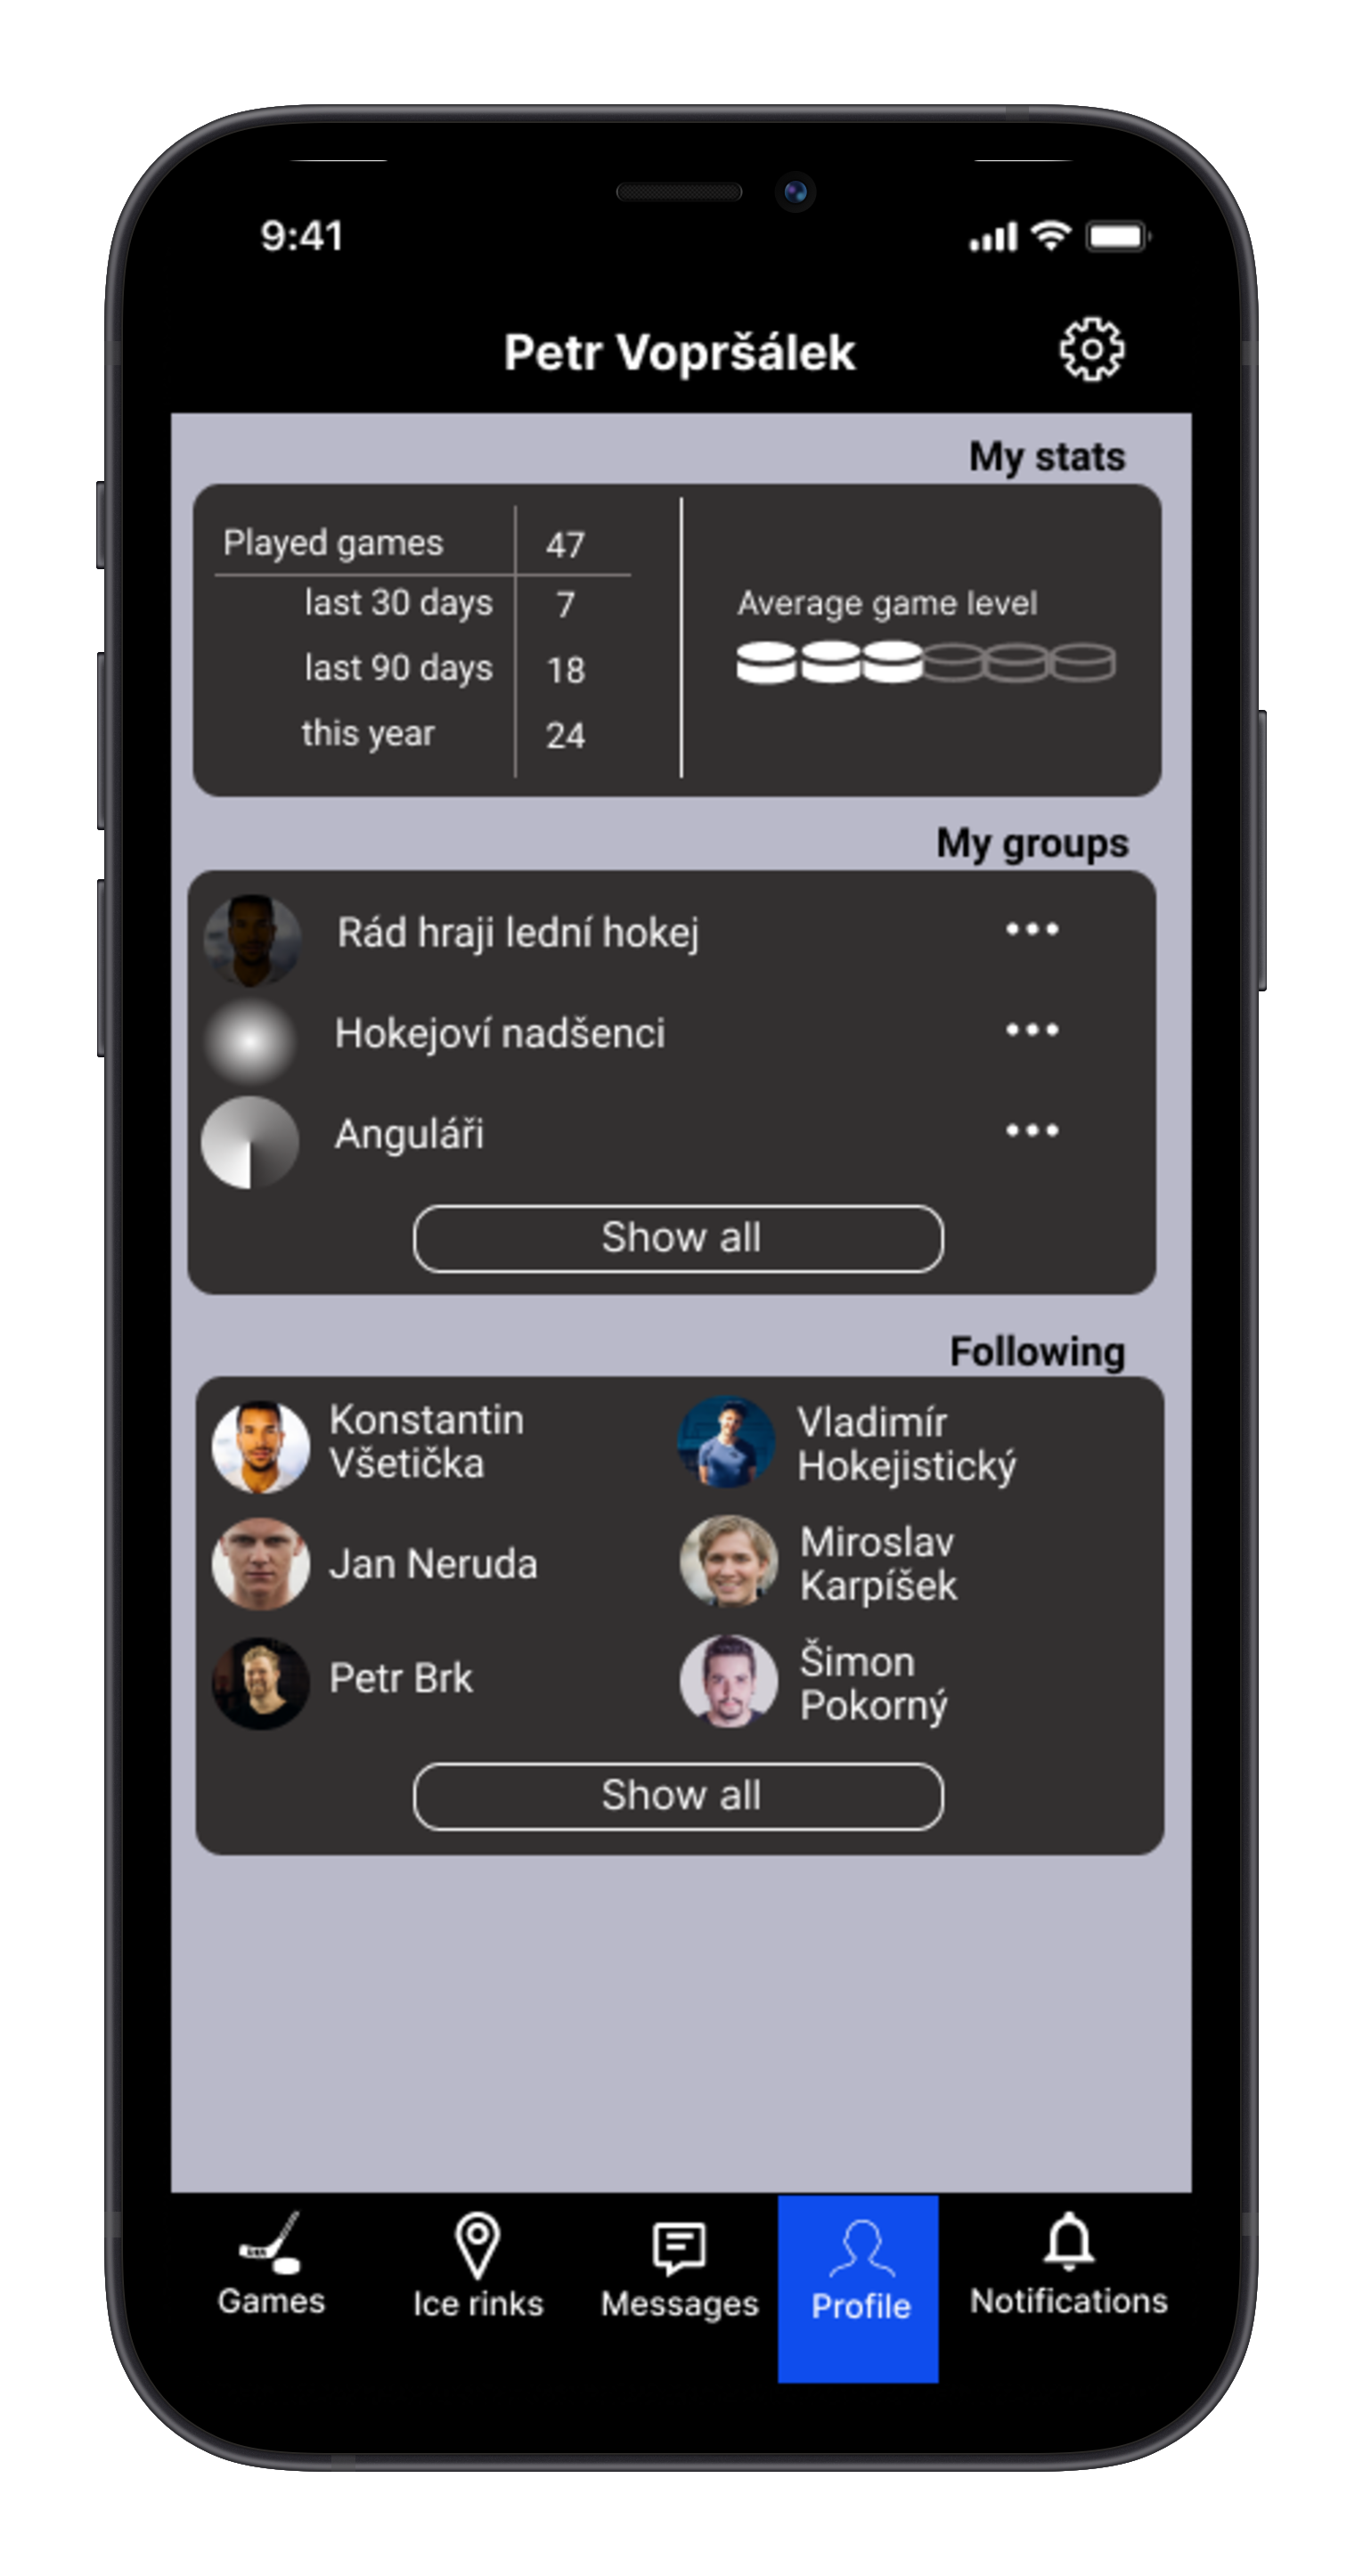 9:41
Petr Vopršálek
My stats
Played games 47
last 30 days 7
last 90 days 18
this year 24
Average game level
My groups
Rád hraji lední hokej
Hokejoví nadšenci
Anguláři
Show all
Following
Konstantin
Všetička
Vladimír
Hokejistický
Jan Neruda
Miroslav
Karpíšek
Petr Brk
Šimon
Pokorný
Show all
Games
Ice rinks
Messages
Profile
Notifications